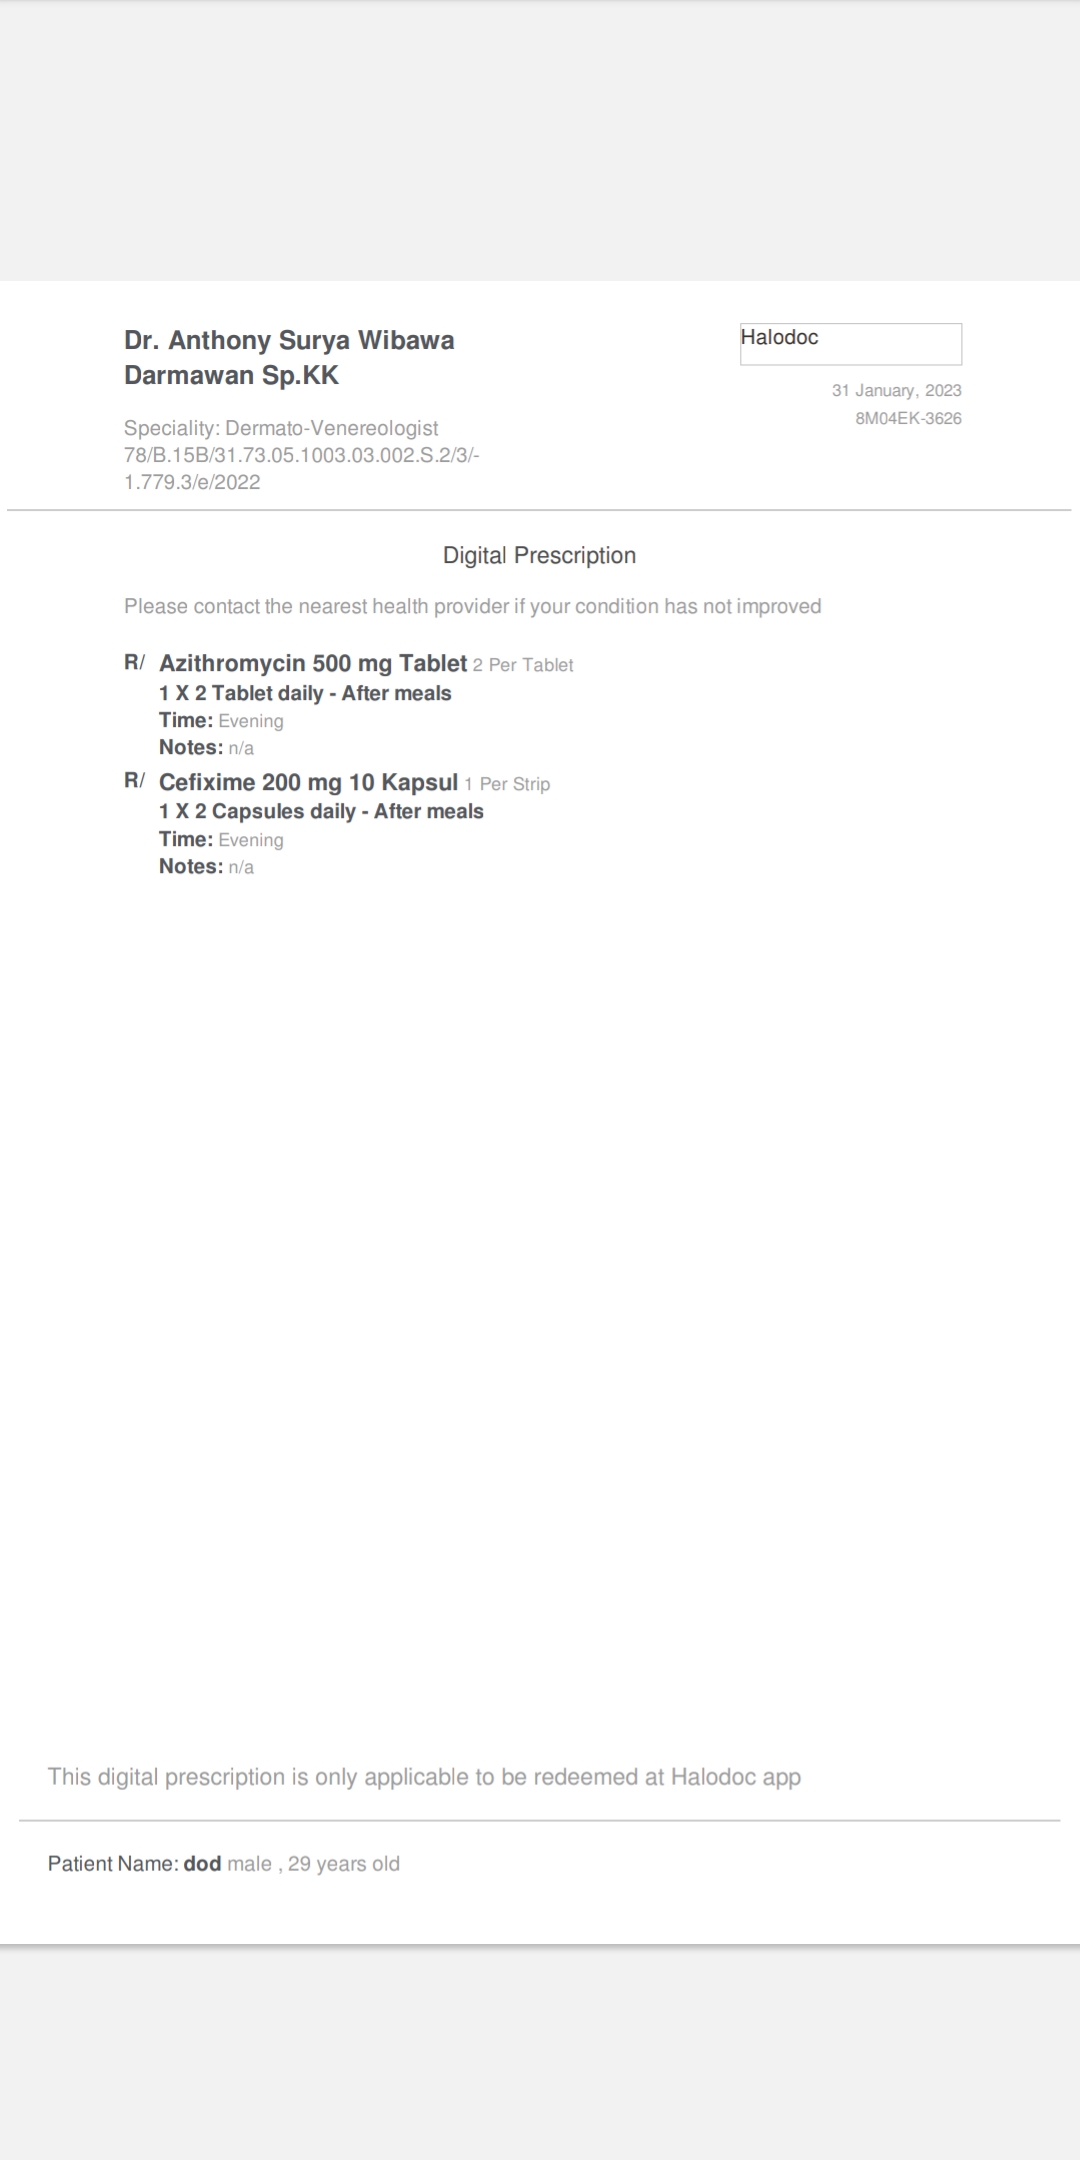 Dr. Anthony Surya Wibawa
Darmawan Sp.KK
Speciality: Dermato-Venereologist
78/B.15B/31.73.05.1003.03.002.S.2/3/-
1.779.3/e/2022
Halodoc
31 January, 2023
8M04EK-3626
Digital Prescription
Please contact the nearest health provider if your condition has not improved
R/ Azithromycin 500 mg Tablet 2 Per Tablet
1 X 2 Tablet daily - After meals
Time: Evening
Notes: n/a
R/ Cefixime 200 mg 10 Kapsul 1 Per Strip
1 X 2 Capsules daily - After meals
Time: Evening
Notes: n/a
This digital prescription is only applicable to be redeemed at Halodoc app
Patient Name: dod male , 29 years old